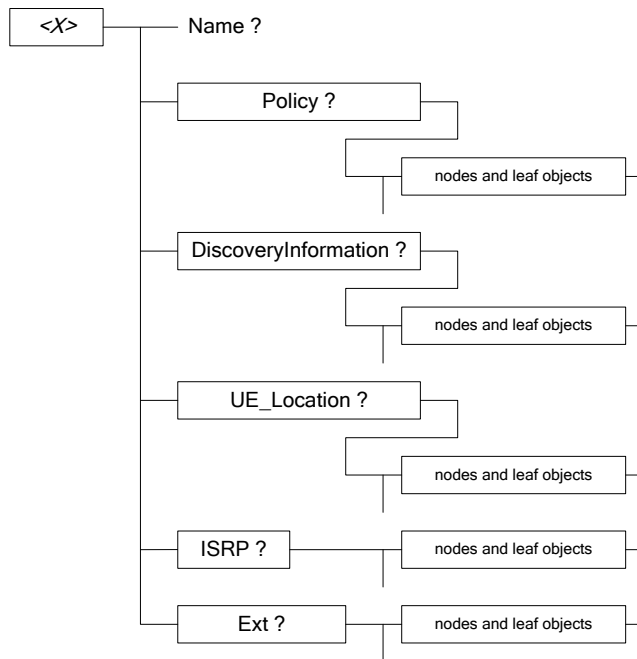 <X>
Name ?
Policy ?
nodes and leaf objects
DiscoveryInformation ?
nodes and leaf objects
UE_Location ?
nodes and leaf objects
ISRP ?
nodes and leaf objects
Ext ?
nodes and leaf objects